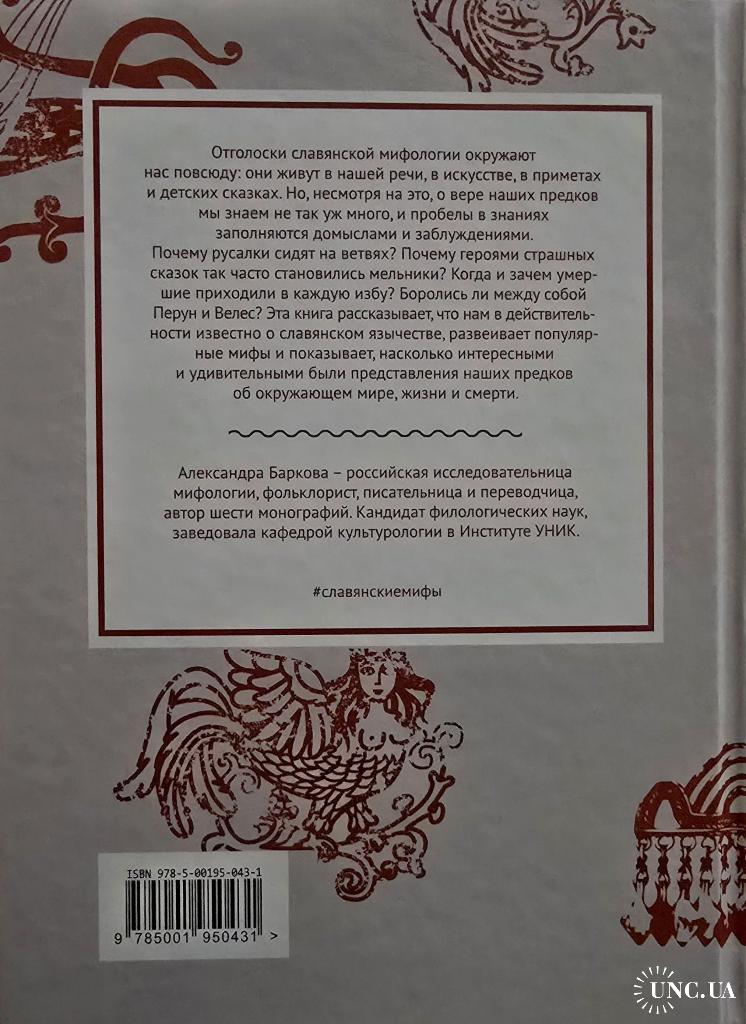 Отголоски славянской мифологии окружают
нас повсюду: они живут в нашей речи, в искусстве, в приметах
и детских сказках. Но, несмотря на это, о вере наших предков
мы знаем не так уж много, и пробелы в знаниях
заполняются домыслами и заблуждениями.
Почему русалки сидят на ветвях? Почему героями страшных
сказок так часто становились мельники? Когда и зачем умер-
шие приходили в каждую избу? Боролись ли между собой
Перун и Велес? Эта книга рассказывает, что нам в действитель-
ности известно о славянском язычестве, развеивает популяр-
ные мифы и показывает, насколько интересными
и удивительными были представления наших предков
об окружающем мире, жизни и смерти.
Александра Баркова – российская исследовательница
мифологии, фольклорист, писательница и переводчица,
автор шести монографий. Кандидат филологических наук,
заведовала кафедрой культурологии в Институте УНИК.
#славянскиемифы
ISBN 978-5-00195-043-1
9 785001 950431 >
UNC.UA